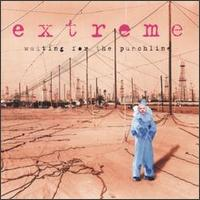 extreme
waiting for the punchline